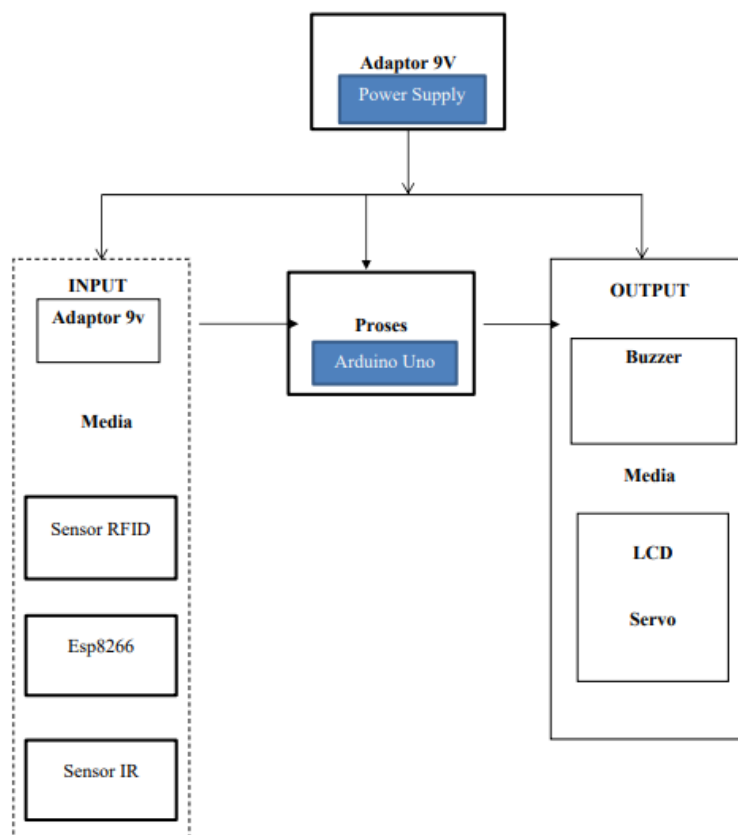 Adaptor 9V
Power Supply
INPUT
Adaptor 9v
Media
Sensor RFID
Esp8266
Sensor IR
Proses
Arduino Uno
OUTPUT
Buzzer
Media
LCD
Servo